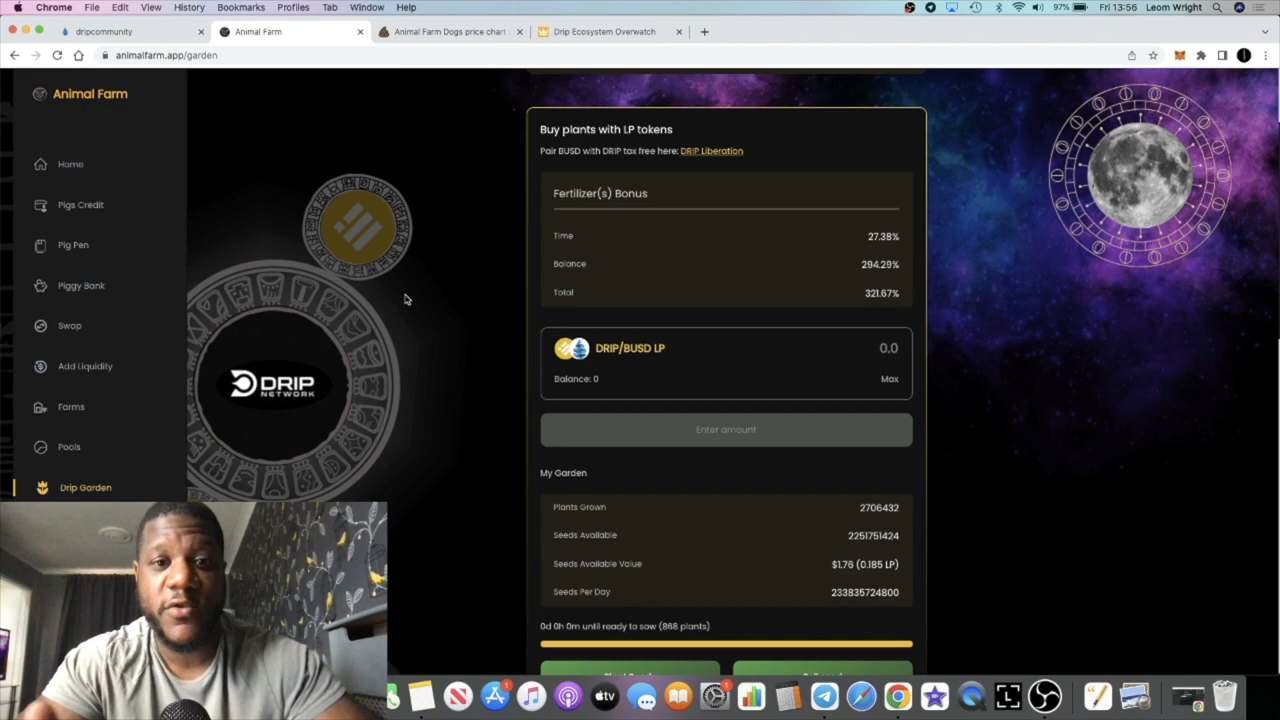 Chrome File Edit View History Bookmarks Profiles Tab Window Help 97% Fri 13:56 Leom Wright
dripcommunity Animal Farm Animal Farm Dogs price chart Drip Ecosystem Overwatch
animalfarm.app/garden
Animal Farm
Home
Pigs Credit
Pig Pen
Piggy Bank
Swap
Add Liquidity
Farms
Pools
Drip Garden
DRIP
NETWORK
Buy plants with LP tokens
Pair BUSD with DRIP tax free here: DRIP Liberation
Fertilizer(s) Bonus
Time 27.38%
Balance 294.29%
Total 321.67%
DRIP/BUSD LP 0.0
Balance: 0 Max
Enter amount
My Garden
Plants Grown 2706432
Seeds Available 2251751424
Seeds Available Value $1.76 (0.185 LP)
Seeds Per Day 233835724800
0d 0h 0m until ready to sow (868 plants)
tv